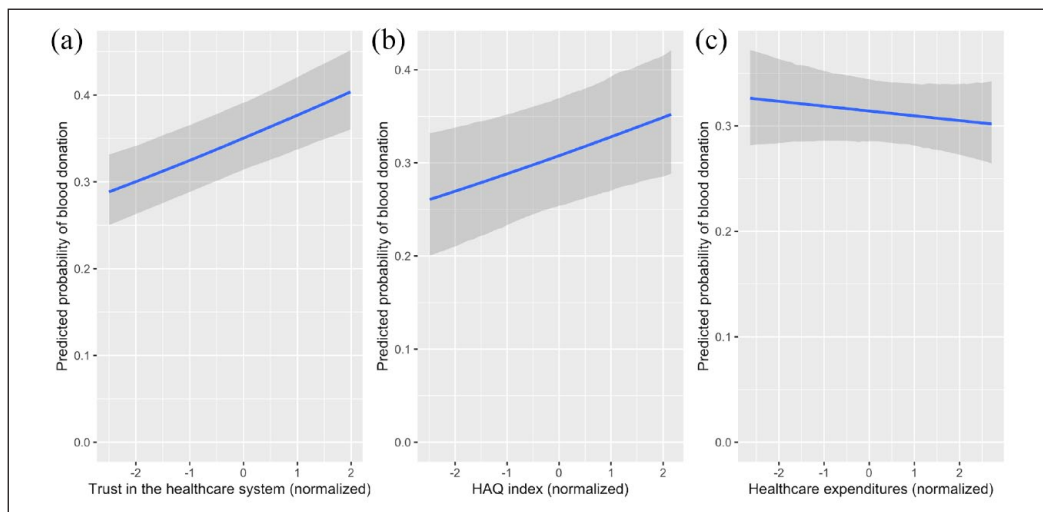 (a)
Predicted probability of blood donation
0.4
0.3
0.2
0.1
0.0
-2 -1 0 1 2
Trust in the healthcare system (normalized)
(b)
Predicted probability of blood donation
0.4
0.3
0.2
0.1
0.0
-2 -1 0 1 2
HAQ index (normalized)
(c)
Predicted probability of blood donation
0.3
0.2
0.1
0.0
-2 -1 0 1 2
Healthcare expenditures (normalized)